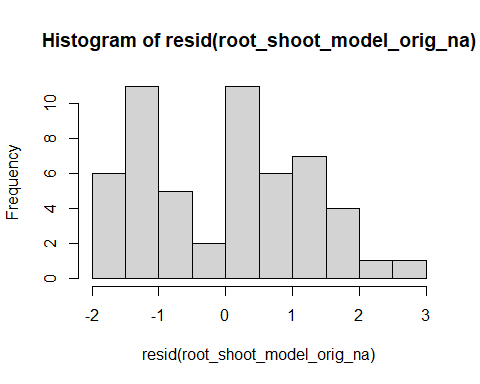 Histogram of resid(root_shoot_model_orig_na)
Frequency
10
8
6
4
2
0
-2 -1 0 1 2 3
resid(root_shoot_model_orig_na)